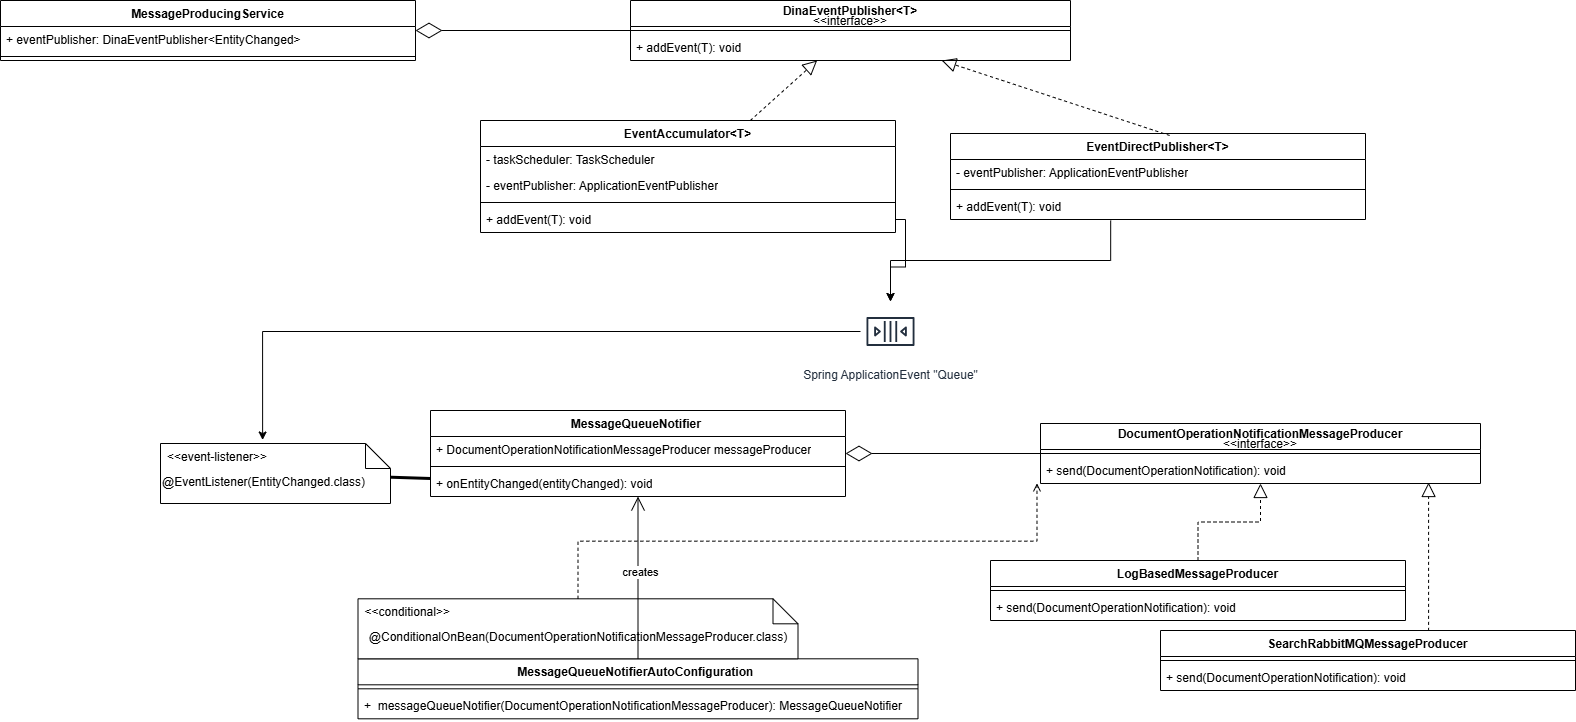 MessageProducingService
+ eventPublisher: DinaEventPublisher<EntityChanged>
DinaEventPublisher<T>
<<interface>>
+ addEvent(T): void
EventAccumulator<T>
- taskScheduler: TaskScheduler
- eventPublisher: ApplicationEventPublisher
+ addEvent(T): void
EventDirectPublisher<T>
- eventPublisher: ApplicationEventPublisher
+ addEvent(T): void
Spring ApplicationEvent "Queue"
<<event-listener>>
@EventListener(EntityChanged.class)
MessageQueueNotifier
+ DocumentOperationNotificationMessageProducer messageProducer
+ onEntityChanged(entityChanged): void
DocumentOperationNotificationMessageProducer
<<interface>>
+ send(DocumentOperationNotification): void
creates
LogBasedMessageProducer
+ send(DocumentOperationNotification): void
<<conditional>>
@ConditionalOnBean(DocumentOperationNotificationMessageProducer.class)
SearchRabbitMQMessageProducer
+ send(DocumentOperationNotification): void
MessageQueueNotifierAutoConfiguration
+ messageQueueNotifier(DocumentOperationNotificationMessageProducer): MessageQueueNotifier